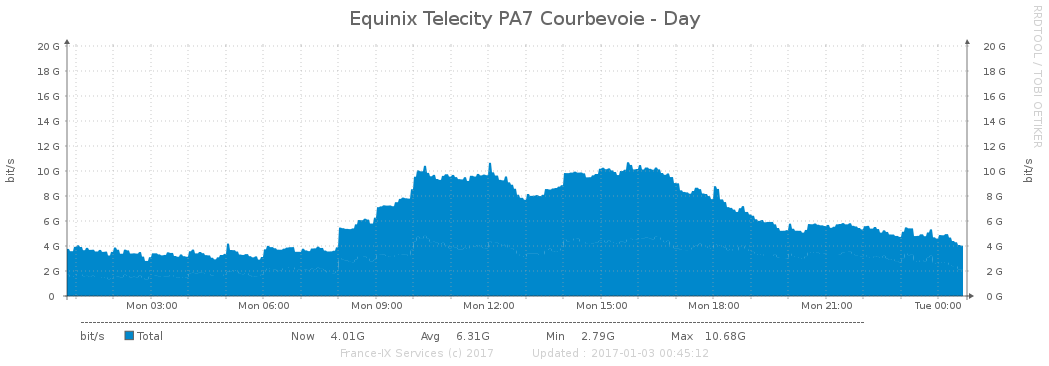 Equinix Telecity PA7 Courbevoie - Day
RRDTOOL / TOBI OETIKER
bit/s
20 G 20 G
18 G 18 G
16 G 16 G
14 G 14 G
12 G 12 G
10 G 10 G
8 G 8 G
6 G 6 G
4 G 4 G
2 G 2 G
0 0 G
bit/s
Mon 03:00 Mon 06:00 Mon 09:00 Mon 12:00 Mon 15:00 Mon 18:00 Mon 21:00 Tue 00:00
bit/s Total Now 4.01G Avg 6.31G Min 2.79G Max 10.68G
France-IX Services (c) 2017 Updated : 2017-01-03 00:45:12